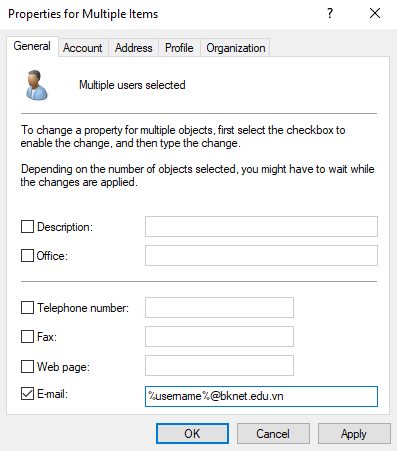 Properties for Multiple Items
General Account Address Profile Organization
Multiple users selected
To change a property for multiple objects, first select the checkbox to
enable the change, and then type the change.
Depending on the number of objects selected, you might have to wait while
the changes are applied.
Description:
Office:
Telephone number:
Fax:
Web page:
E-mail: %username%@bknet.edu.vn
OK Cancel Apply